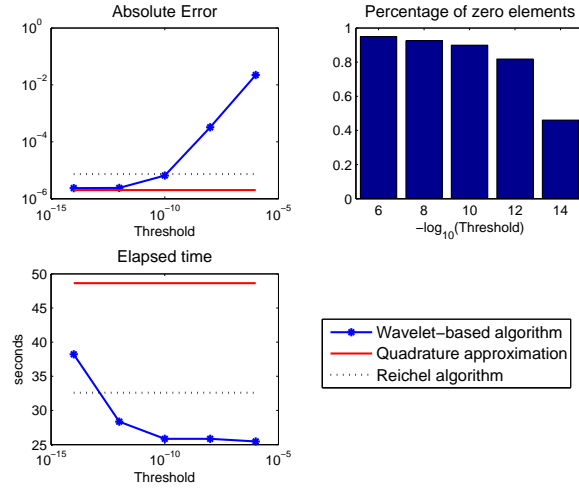 Absolute Error
10^0
10^-2
10^-4
10^-6
10^-15
10^-10
10^-5
Threshold
Percentage of zero elements
1
0.8
0.6
0.4
0.2
0
6
8
10
12
14
-log_10(Threshold)
Elapsed time
seconds
50
45
40
35
30
25
10^-15
10^-10
10^-5
Threshold
Wavelet-based algorithm
Quadrature approximation
Reichel algorithm